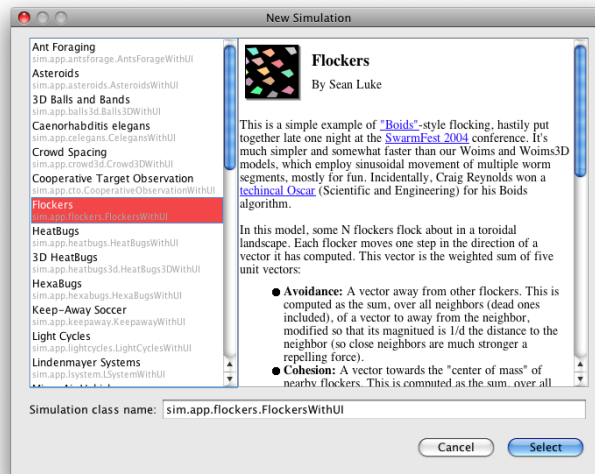 New Simulation
Ant Foraging
sim.app.antsforage.AntsForageWithUI
Asteroids
sim.app.asteroids.AsteroidsWithUI
3D Balls and Bands
sim.app.balls3d.Balls3DWithUI
Caenorhabditis elegans
sim.app.celegans.CelegansWithUI
Crowd Spacing
sim.app.crowd3d.Crowd3DWithUI
Cooperative Target Observation
sim.app.cto.CooperativeObservationWithUI
Flockers
sim.app.flockers.FlockersWithUI
HeatBugs
sim.app.heatbugs.HeatBugsWithUI
3D HeatBugs
sim.app.heatbugs3d.HeatBugs3DWithUI
HexaBugs
sim.app.hexabugs.HexaBugsWithUI
Keep-Away Soccer
sim.app.keepaway.KeepawayWithUI
Light Cycles
sim.app.lightcycles.LightCyclesWithUI
Lindenmayer Systems
sim.app.lsystem.LSystemWithUI
Flockers
By Sean Luke
This is a simple example of "Boids"-style flocking, hastily put
together late one night at the SwarmFest 2004 conference. It's
much simpler and somewhat faster than our Woims and Woims3D
models, which employ sinusoidal movement of multiple worm
segments, mostly for fun. Incidentally, Craig Reynolds won a
techincal Oscar (Scientific and Engineering) for his Boids
algorithm.
In this model, some N flockers flock about in a toroidal
landscape. Each flocker moves one step in the direction of a
vector it has computed. This vector is the weighted sum of five
unit vectors:
● Avoidance: A vector away from other flockers. This is
computed as the sum, over all neighbors (dead ones
included), of a vector to away from the neighbor,
modified so that its magnitued is 1/d the distance to the
neighbor (so close neighbors are much stronger a
repelling force).
● Cohesion: A vector towards the "center of mass" of
nearby flockers. This is computed as the sum, over all
Simulation class name: sim.app.flockers.FlockersWithUI
Cancel Select